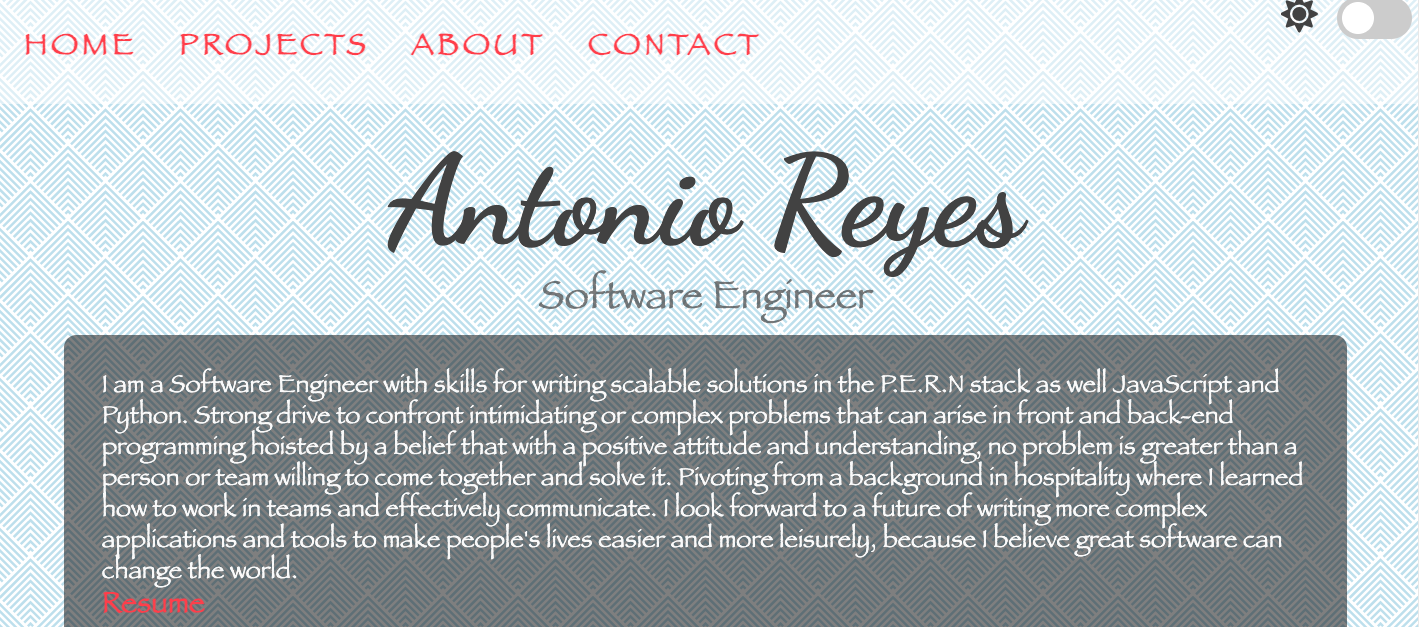 HOME PROJECTS ABOUT CONTACT
Antonio Reyes
Software Engineer
I am a Software Engineer with skills for writing scalable solutions in the P.E.R.N stack as well JavaScript and
Python. Strong drive to confront intimidating or complex problems that can arise in front and back-end
programming hoisted by a belief that with a positive attitude and understanding, no problem is greater than a
person or team willing to come together and solve it. Pivoting from a background in hospitality where I learned
how to work in teams and effectively communicate. I look forward to a future of writing more complex
applications and tools to make people's lives easier and more leisurely, because I believe great software can
change the world.
Resume